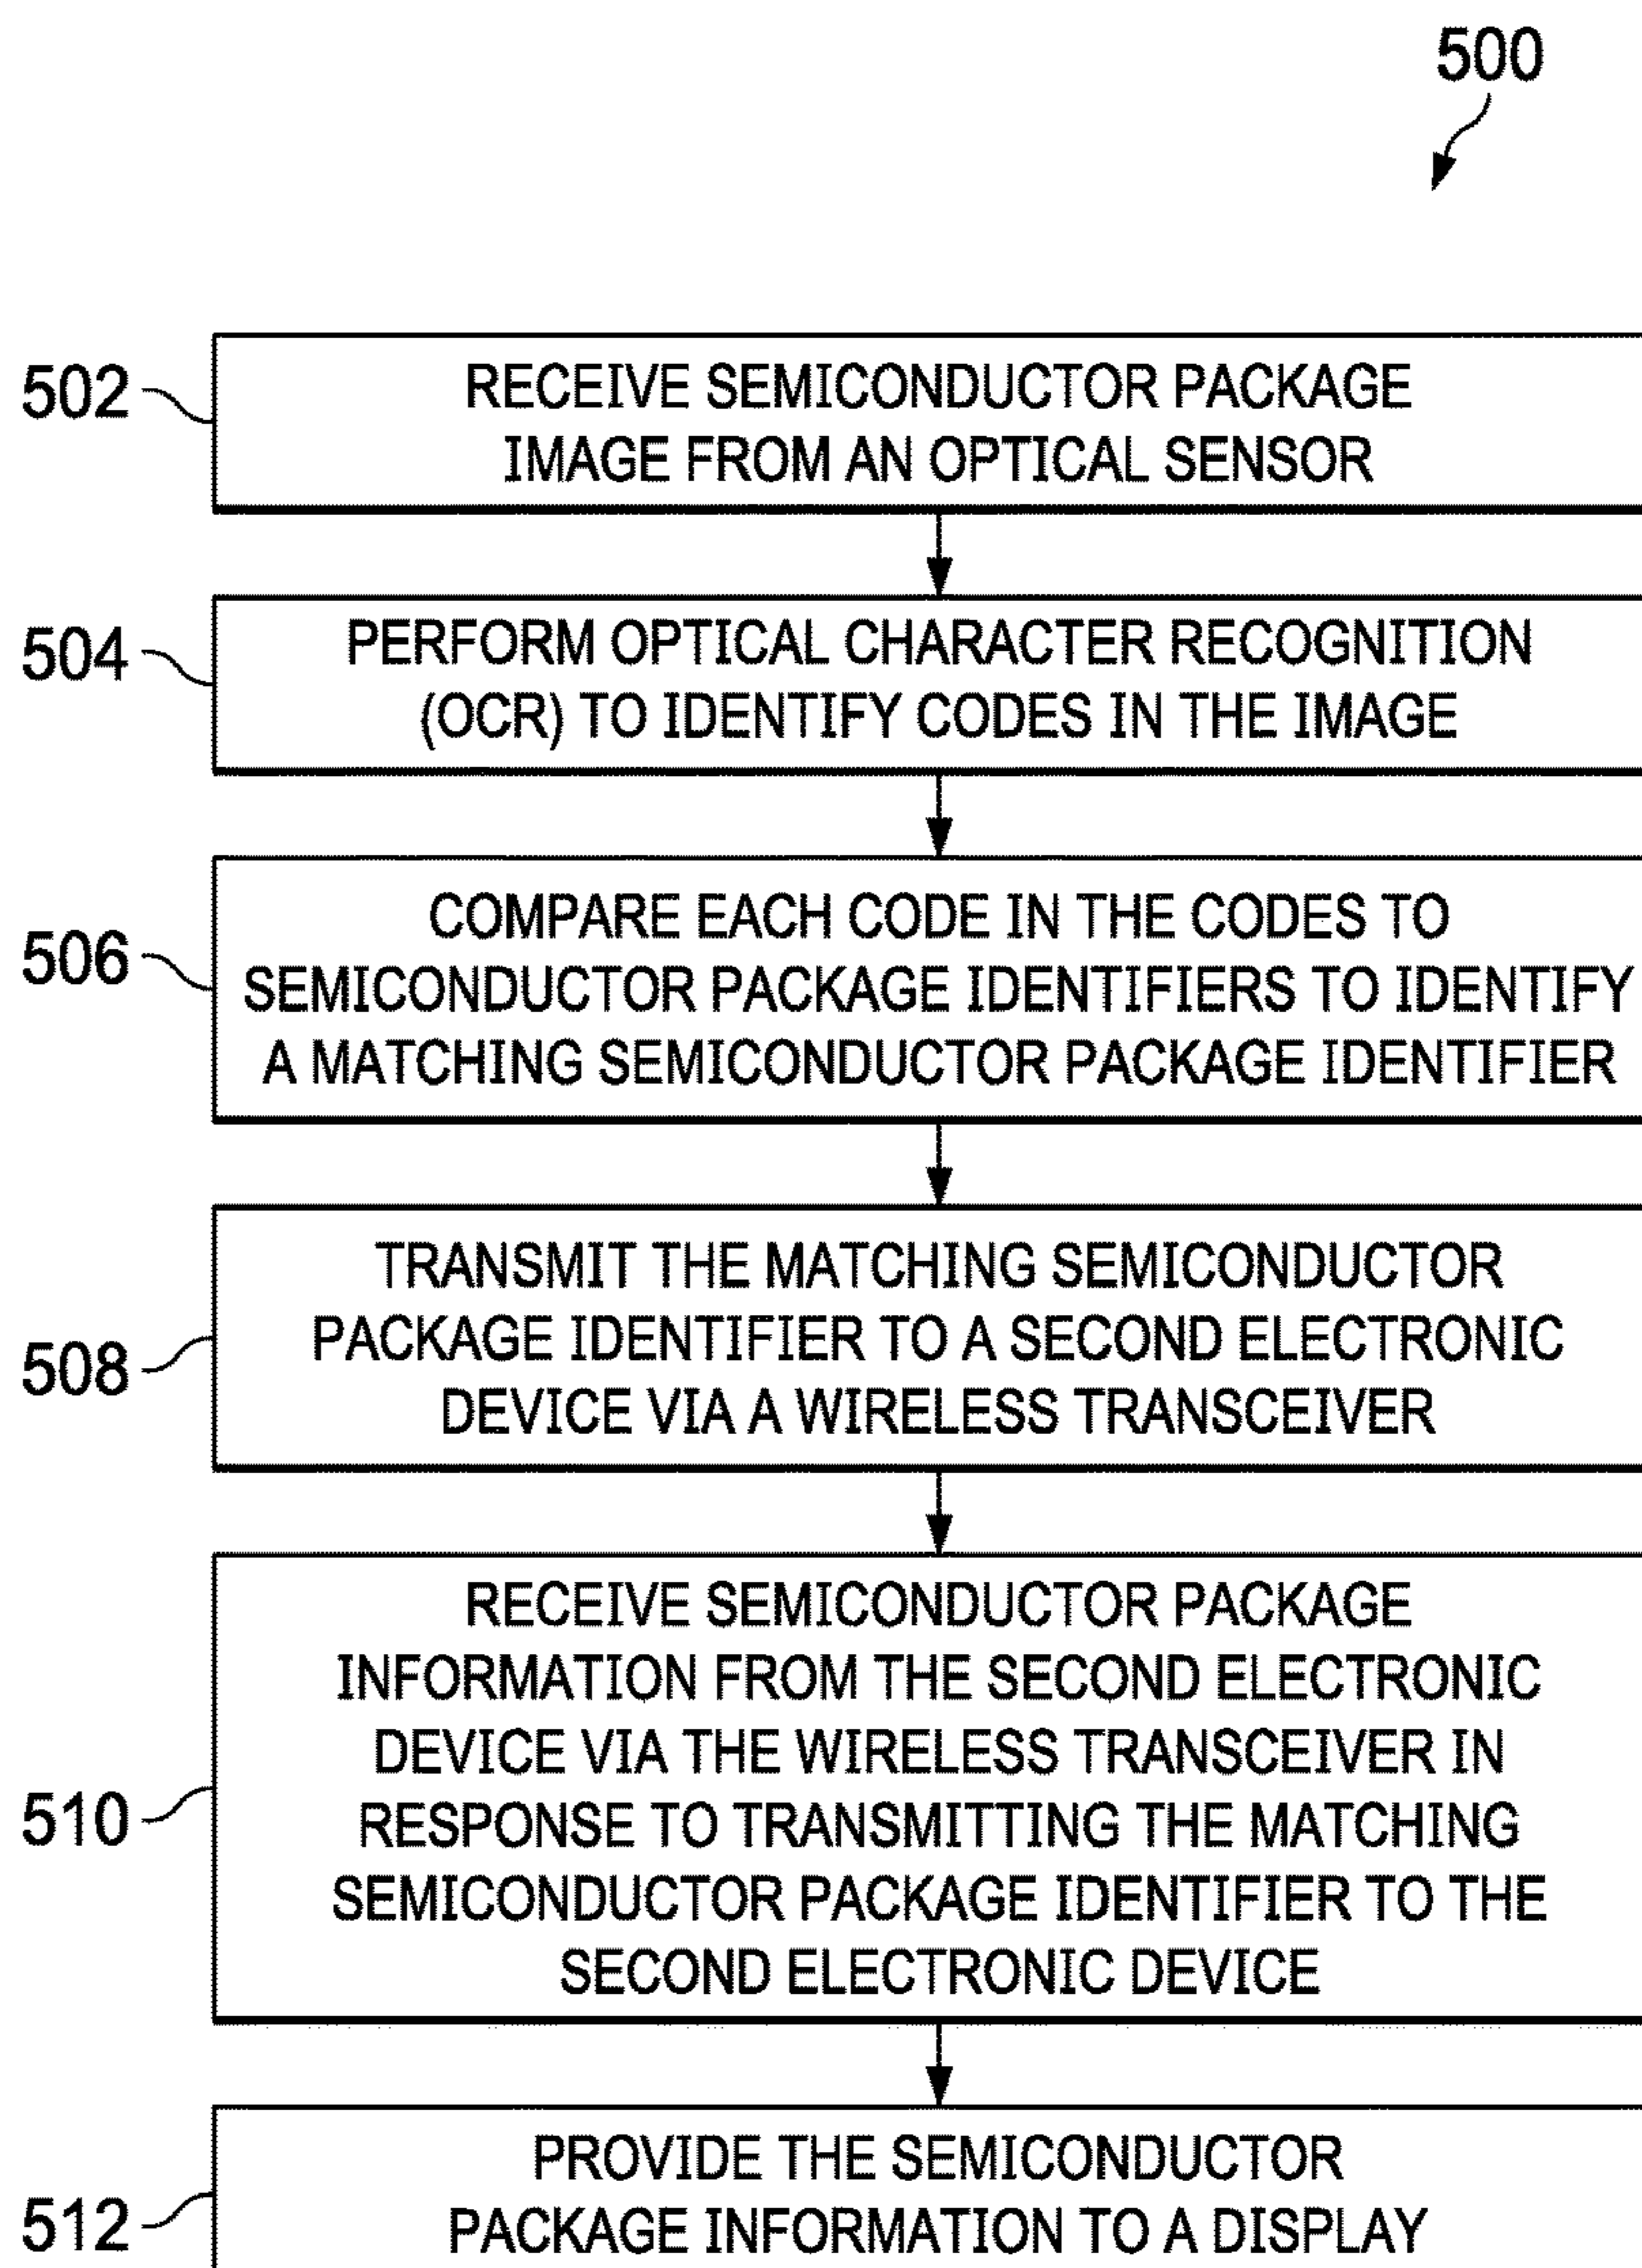 500
502
RECEIVE SEMICONDUCTOR PACKAGE
IMAGE FROM AN OPTICAL SENSOR
504
PERFORM OPTICAL CHARACTER RECOGNITION
(OCR) TO IDENTIFY CODES IN THE IMAGE
506
COMPARE EACH CODE IN THE CODES TO
SEMICONDUCTOR PACKAGE IDENTIFIERS TO IDENTIFY
A MATCHING SEMICONDUCTOR PACKAGE IDENTIFIER
508
TRANSMIT THE MATCHING SEMICONDUCTOR
PACKAGE IDENTIFIER TO A SECOND ELECTRONIC
DEVICE VIA A WIRELESS TRANSCEIVER
510
RECEIVE SEMICONDUCTOR PACKAGE
INFORMATION FROM THE SECOND ELECTRONIC
DEVICE VIA THE WIRELESS TRANSCEIVER IN
RESPONSE TO TRANSMITTING THE MATCHING
SEMICONDUCTOR PACKAGE IDENTIFIER TO THE
SECOND ELECTRONIC DEVICE
512
PROVIDE THE SEMICONDUCTOR
PACKAGE INFORMATION TO A DISPLAY